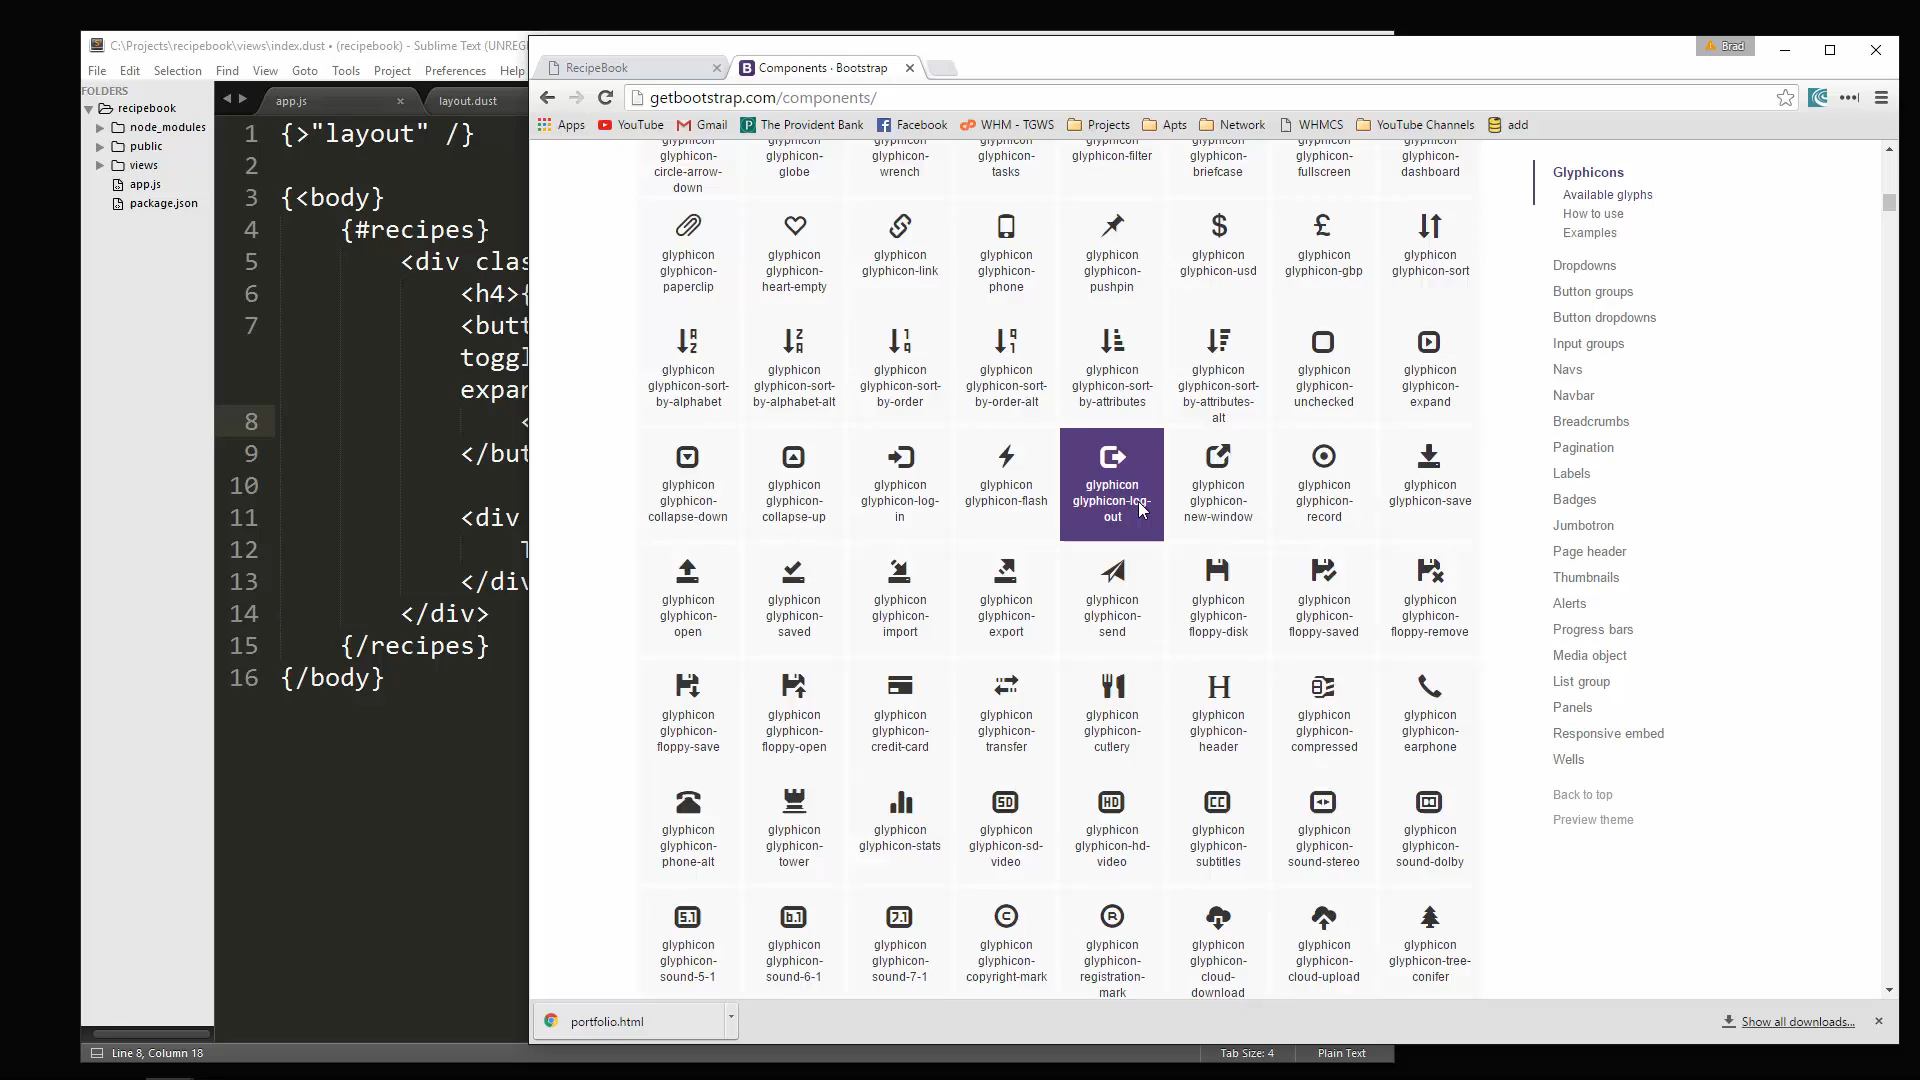 C:\Projects\recipebook\views\index.dust • (recipebook) - Sublime Text (UNREG
File Edit Selection Find View Goto Tools Project Preferences Help
FOLDERS
recipebook
node_modules
public
views
app.js
package.json
app.js
layout.dust
1 {>"layout" /}
2
3 {<body}
4 {#recipes}
5 <div clas
6 <h4>{
7 <butt
toggl
expan
8 <
9 </but
10
11 <div
12 T
13 </div
14 </div>
15 {/recipes}
16 {/body}
Line 8, Column 18
Tab Size: 4
Plain Text
Brad
RecipeBook
Components · Bootstrap
getbootstrap.com/components/
Apps YouTube Gmail The Provident Bank Facebook WHM - TGWS Projects Apts Network WHMCS YouTube Channels add
glyphicon glyphicon-circle-arrow-down
glyphicon glyphicon-globe
glyphicon glyphicon-wrench
glyphicon glyphicon-tasks
glyphicon-filter
glyphicon glyphicon-briefcase
glyphicon glyphicon-fullscreen
glyphicon glyphicon-dashboard
glyphicon glyphicon-paperclip
glyphicon glyphicon-heart-empty
glyphicon glyphicon-link
glyphicon glyphicon-phone
glyphicon glyphicon-pushpin
glyphicon glyphicon-usd
glyphicon glyphicon-gbp
glyphicon glyphicon-sort
glyphicon glyphicon-sort-by-alphabet
glyphicon glyphicon-sort-by-alphabet-alt
glyphicon glyphicon-sort-by-order
glyphicon glyphicon-sort-by-order-alt
glyphicon glyphicon-sort-by-attributes
glyphicon glyphicon-sort-by-attributes-alt
glyphicon glyphicon-unchecked
glyphicon glyphicon-expand
glyphicon glyphicon-collapse-down
glyphicon glyphicon-collapse-up
glyphicon glyphicon-log-in
glyphicon glyphicon-flash
glyphicon glyphicon-log-out
glyphicon glyphicon-new-window
glyphicon glyphicon-record
glyphicon glyphicon-save
glyphicon glyphicon-open
glyphicon glyphicon-saved
glyphicon glyphicon-import
glyphicon glyphicon-export
glyphicon glyphicon-send
glyphicon glyphicon-floppy-disk
glyphicon glyphicon-floppy-saved
glyphicon glyphicon-floppy-remove
glyphicon glyphicon-floppy-save
glyphicon glyphicon-floppy-open
glyphicon glyphicon-credit-card
glyphicon glyphicon-transfer
glyphicon glyphicon-cutlery
glyphicon glyphicon-header
glyphicon glyphicon-compressed
glyphicon glyphicon-earphone
glyphicon glyphicon-phone-alt
glyphicon glyphicon-tower
glyphicon glyphicon-stats
glyphicon glyphicon-sd-video
glyphicon glyphicon-hd-video
glyphicon glyphicon-subtitles
glyphicon glyphicon-sound-stereo
glyphicon glyphicon-sound-dolby
glyphicon glyphicon-sound-5-1
glyphicon glyphicon-sound-6-1
glyphicon glyphicon-sound-7-1
glyphicon glyphicon-copyright-mark
glyphicon glyphicon-registration-mark
glyphicon glyphicon-cloud-download
glyphicon glyphicon-cloud-upload
glyphicon glyphicon-tree-conifer
Glyphicons
Available glyphs
How to use
Examples
Dropdowns
Button groups
Button dropdowns
Input groups
Navs
Navbar
Breadcrumbs
Pagination
Labels
Badges
Jumbotron
Page header
Thumbnails
Alerts
Progress bars
Media object
List group
Panels
Responsive embed
Wells
Back to top
Preview theme
portfolio.html
Show all downloads...